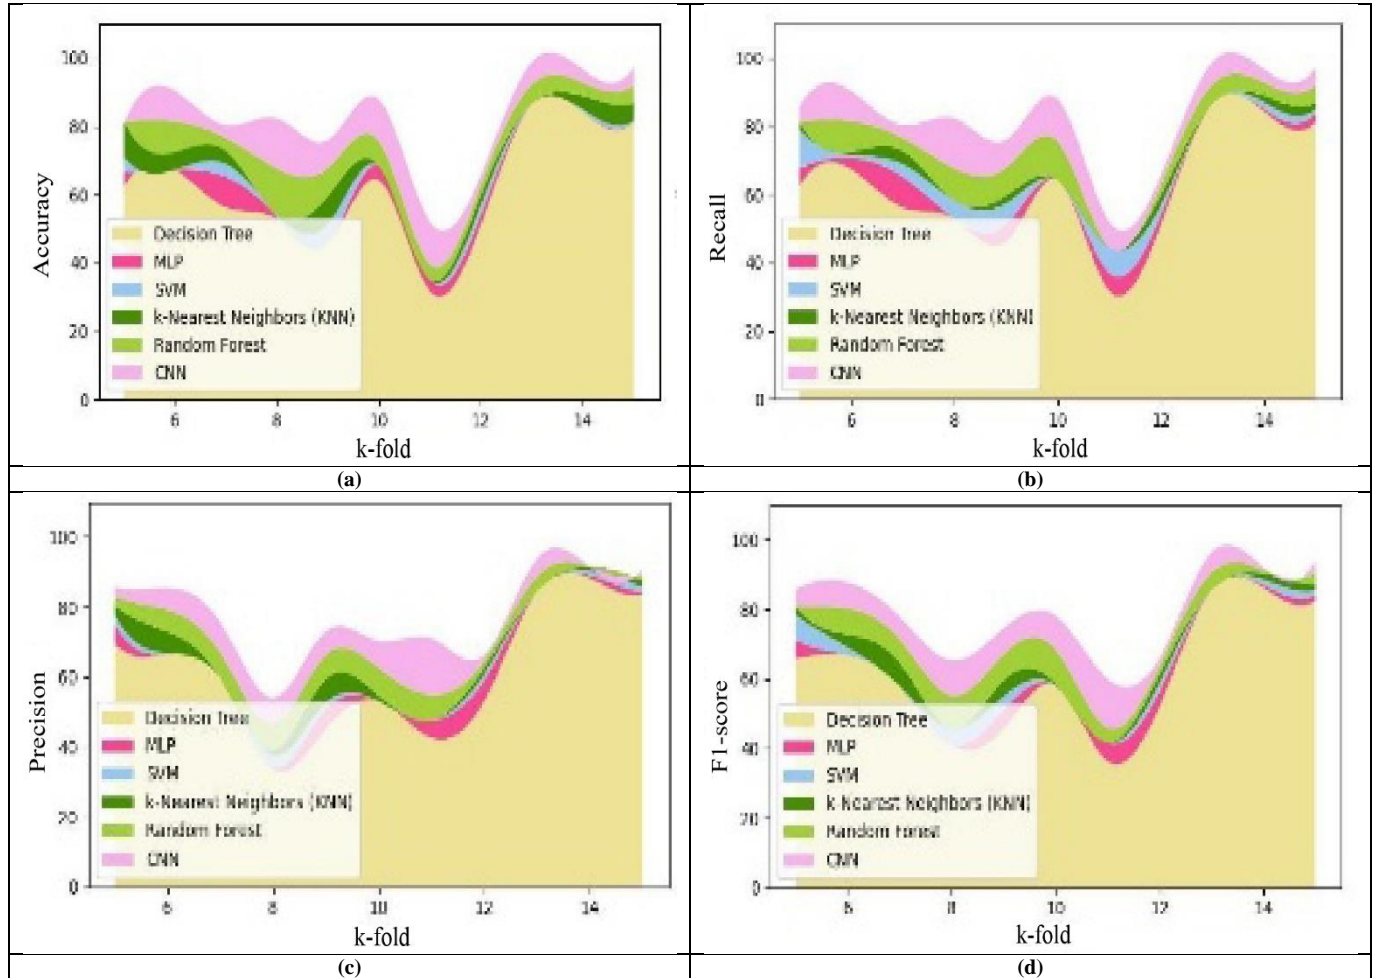 Accuracy
100
80
60
40
20
0
Decision Tree
MLP
SVM
k-Nearest Neighbors (KNN)
Random Forest
CNN
6 8 10 12 14
k-fold
(a)
Recall
100
80
60
40
20
0
Decision Tree
MLP
SVM
k-Nearest Neighbors (KNN)
Random Forest
CNN
6 8 10 12 14
k-fold
(b)
Precision
100
80
60
40
20
0
Decision Tree
MLP
SVM
k-Nearest Neighbors (KNN)
Random Forest
CNN
6 8 10 12 14
k-fold
(c)
F1-score
100
80
60
40
20
0
Decision Tree
MLP
SVM
k-Nearest Neighbors (KNN)
Random Forest
CNN
6 8 10 12 14
k-fold
(d)